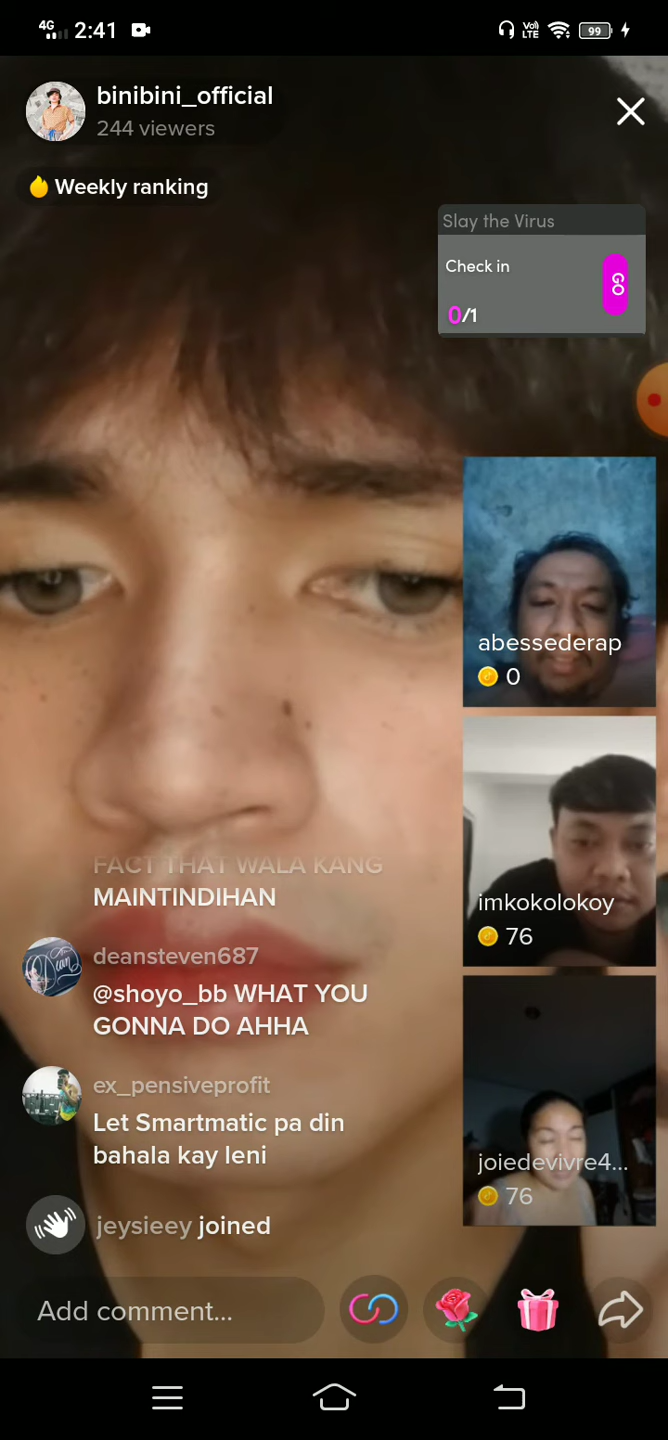 4G 2:41 Vo) LTE 99
binibini_official
244 viewers
Weekly ranking
Slay the Virus
Check in
GO
0/1
abessederap
0
imkokolokoy
76
joiedevivre4...
76
FACT THAT WALA KANG
MAINTINDIHAN
deansteven687
@shoyo_bb WHAT YOU
GONNA DO AHHA
ex_pensiveprofit
Let Smartmatic pa din
bahala kay leni
jeysieey joined
Add comment...